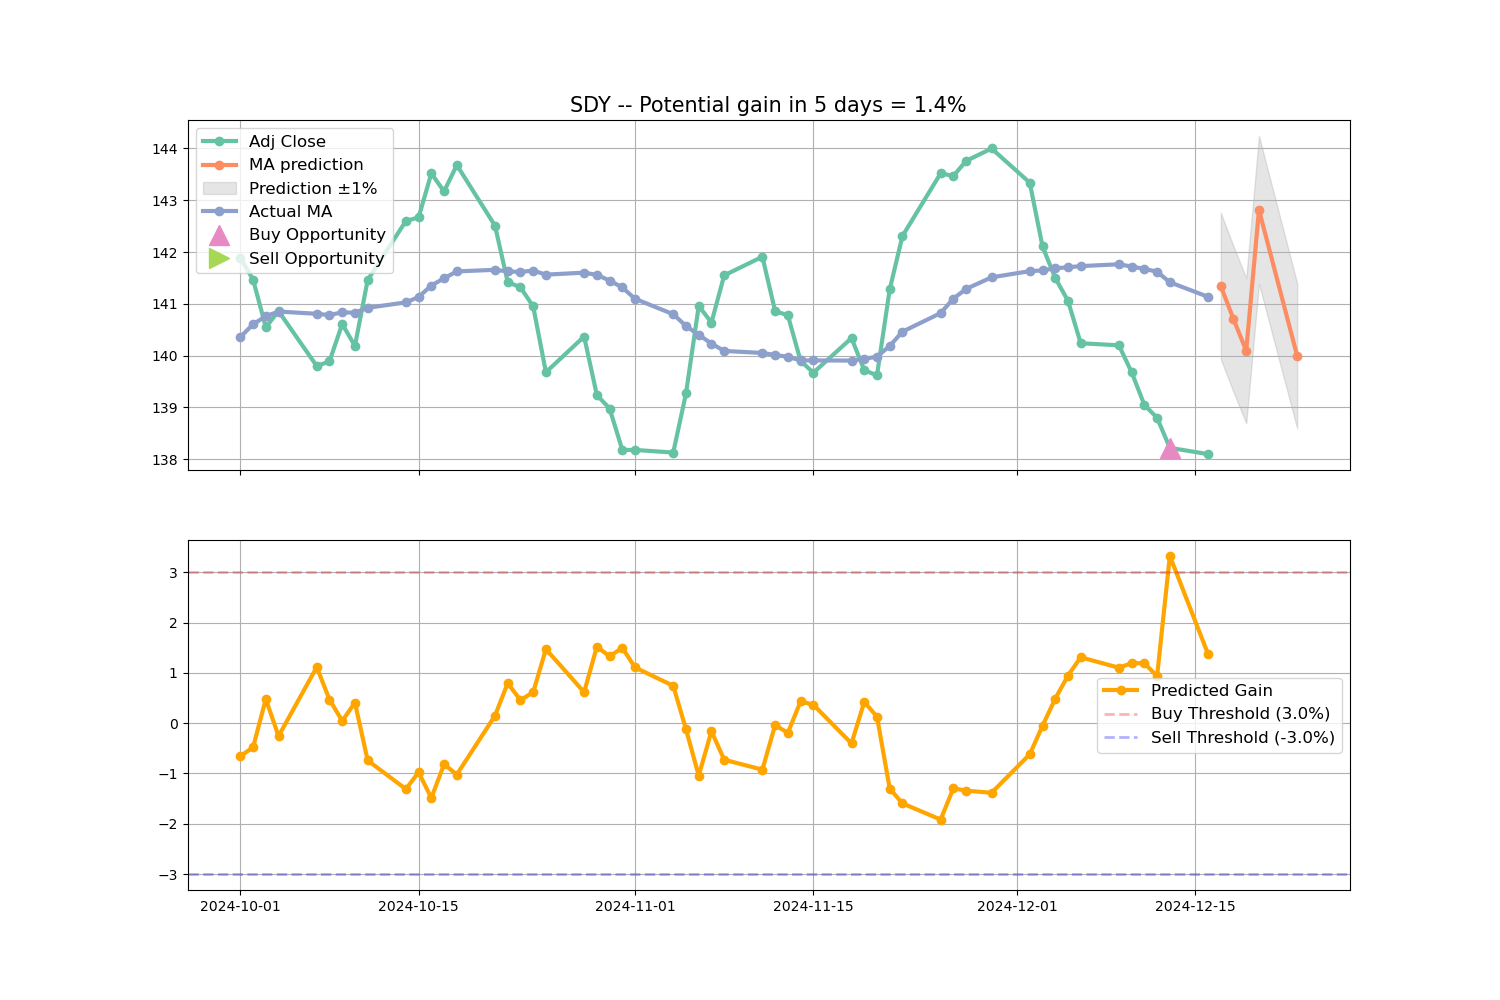 SDY -- Potential gain in 5 days = 1.4%
144
143
142
141
140
139
138
Adj Close
MA prediction
Prediction ±1%
Actual MA
Buy Opportunity
Sell Opportunity
3
2
1
0
−1
−2
−3
Predicted Gain
Buy Threshold (3.0%)
Sell Threshold (-3.0%)
2024-10-01
2024-10-15
2024-11-01
2024-11-15
2024-12-01
2024-12-15